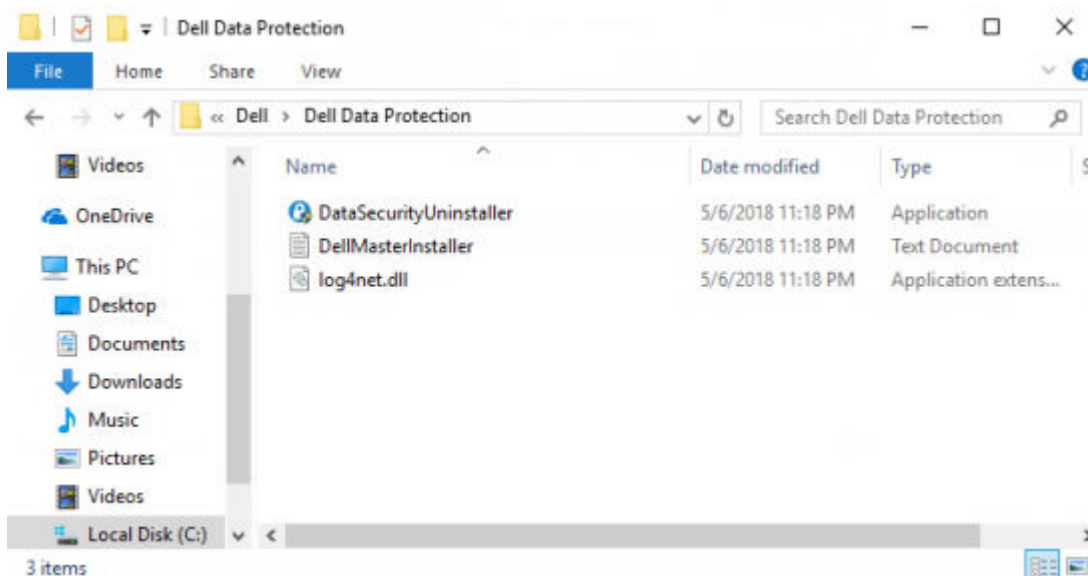 Dell Data Protection
File Home Share View
« Dell > Dell Data Protection Search Dell Data Protection
Videos
OneDrive
This PC
Desktop
Documents
Downloads
Music
Pictures
Videos
Local Disk (C:)
Name Date modified Type
DataSecurityUninstaller 5/6/2018 11:18 PM Application
DellMasterInstaller 5/6/2018 11:18 PM Text Document
log4net.dll 5/6/2018 11:18 PM Application extens...
3 items